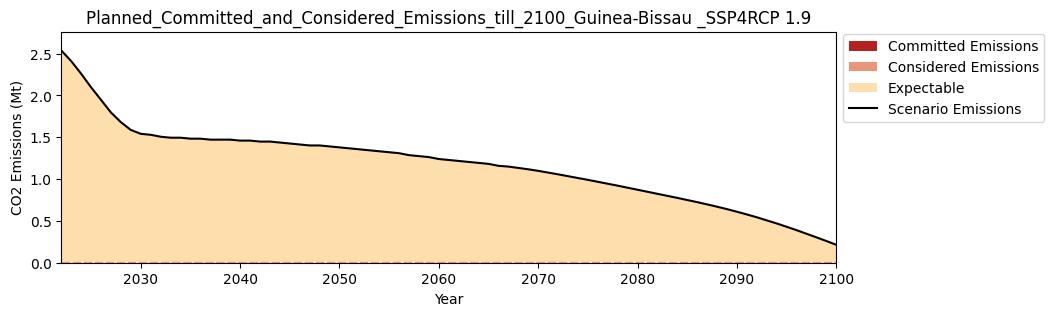 Planned_Committed_and_Considered_Emissions_till_2100_Guinea-Bissau _SSP4RCP 1.9
CO2 Emissions (Mt)
2.5
2.0
1.5
1.0
0.5
0.0
2030 2040 2050 2060 2070 2080 2090 2100
Year
Committed Emissions
Considered Emissions
Expectable
Scenario Emissions